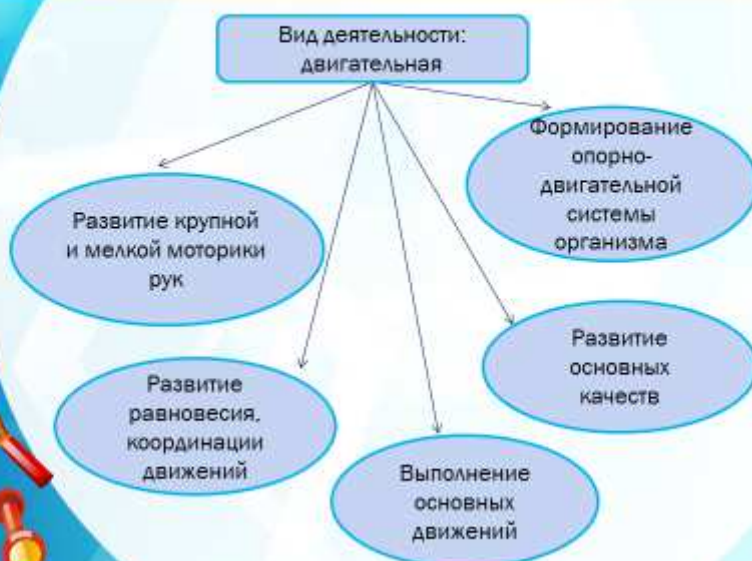 Вид деятельности:
двигательная
Формирование
опорно-
двигательной
системы
организма
Развитие крупной
и мелкой моторики
рук
Развитие
основных
качеств
Развитие
равновесия,
координации
движений
Выполнение
основных
движений